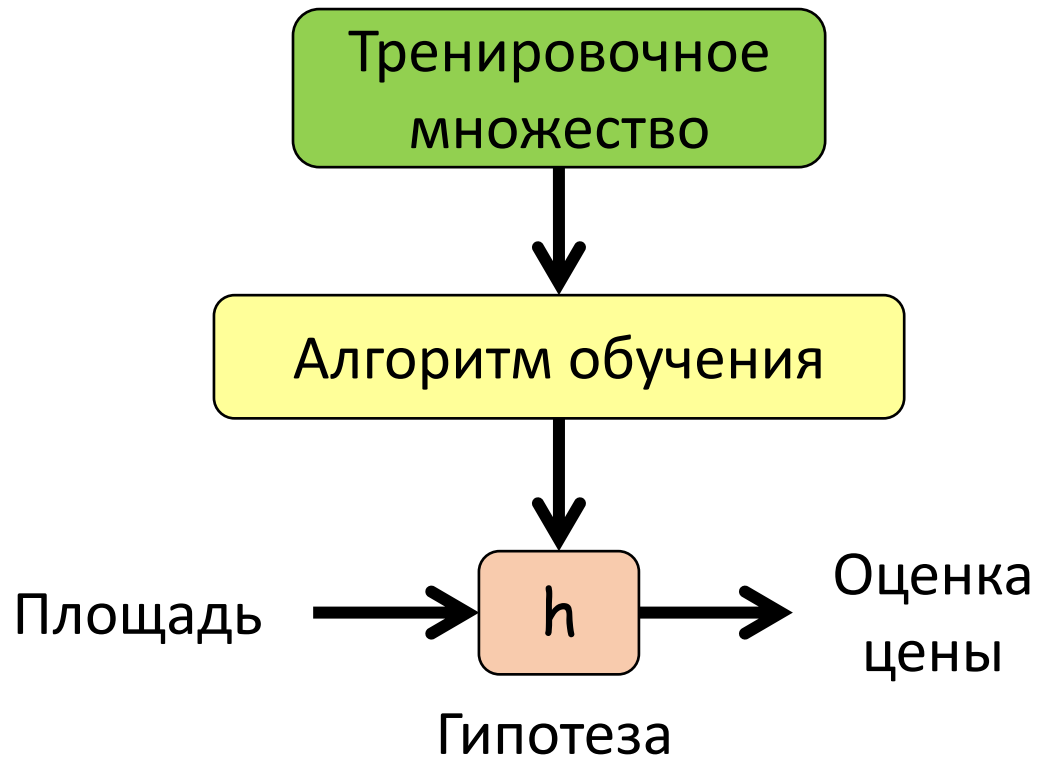 Тренировочное
множество
Алгоритм обучения
Площадь
h
Оценка
цены
Гипотеза